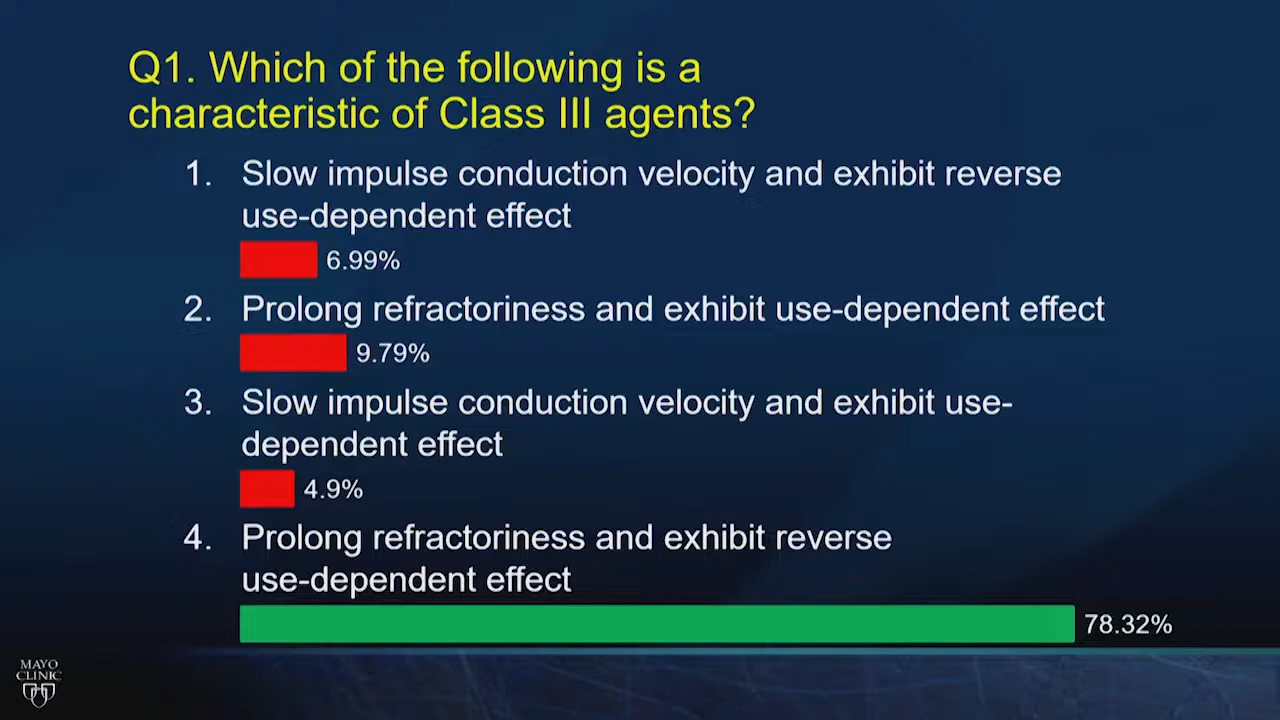 Q1. Which of the following is a
characteristic of Class III agents?
1. Slow impulse conduction velocity and exhibit reverse
use-dependent effect
6.99%
2. Prolong refractoriness and exhibit use-dependent effect
9.79%
3. Slow impulse conduction velocity and exhibit use-
dependent effect
4.9%
4. Prolong refractoriness and exhibit reverse
use-dependent effect
78.32%
MAYO
CLINIC